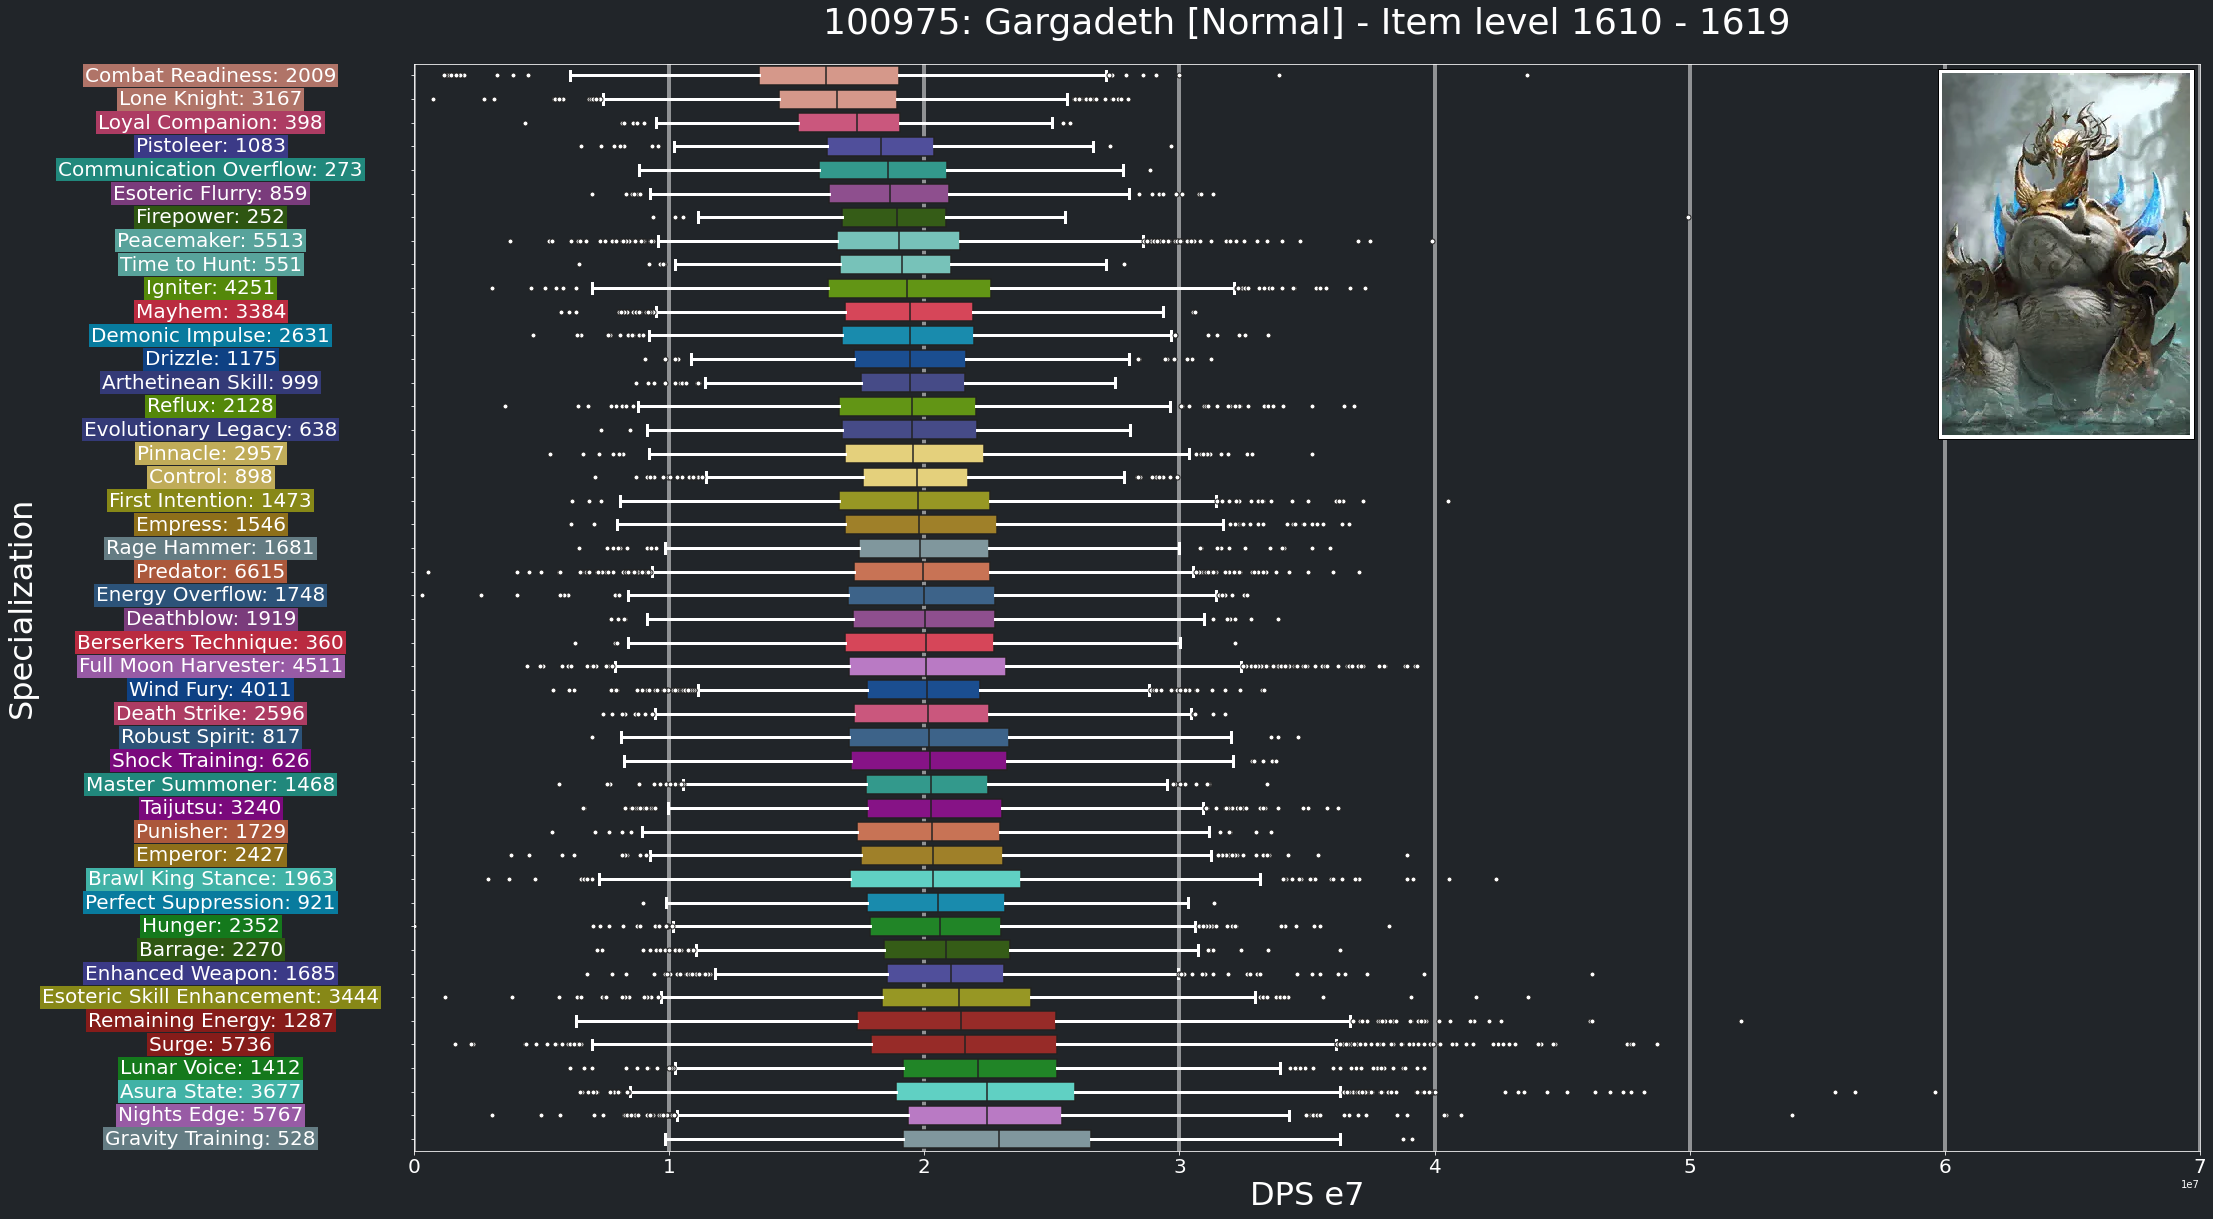 100975: Gargadeth [Normal] - Item level 1610 - 1619
Combat Readiness: 2009
Lone Knight: 3167
Loyal Companion: 398
Pistoleer: 1083
Communication Overflow: 273
Esoteric Flurry: 859
Firepower: 252
Peacemaker: 5513
Time to Hunt: 551
Igniter: 4251
Mayhem: 3384
Demonic Impulse: 2631
Drizzle: 1175
Arthetinean Skill: 999
Reflux: 2128
Evolutionary Legacy: 638
Pinnacle: 2957
Control: 898
First Intention: 1473
Empress: 1546
Rage Hammer: 1681
Predator: 6615
Energy Overflow: 1748
Deathblow: 1919
Berserkers Technique: 360
Full Moon Harvester: 4511
Wind Fury: 4011
Death Strike: 2596
Robust Spirit: 817
Shock Training: 626
Master Summoner: 1468
Taijutsu: 3240
Punisher: 1729
Emperor: 2427
Brawl King Stance: 1963
Perfect Suppression: 921
Hunger: 2352
Barrage: 2270
Enhanced Weapon: 1685
Esoteric Skill Enhancement: 3444
Remaining Energy: 1287
Surge: 5736
Lunar Voice: 1412
Asura State: 3677
Nights Edge: 5767
Gravity Training: 528
Specialization
0 1 2 3 4 5 6 7
DPS e7
1e7